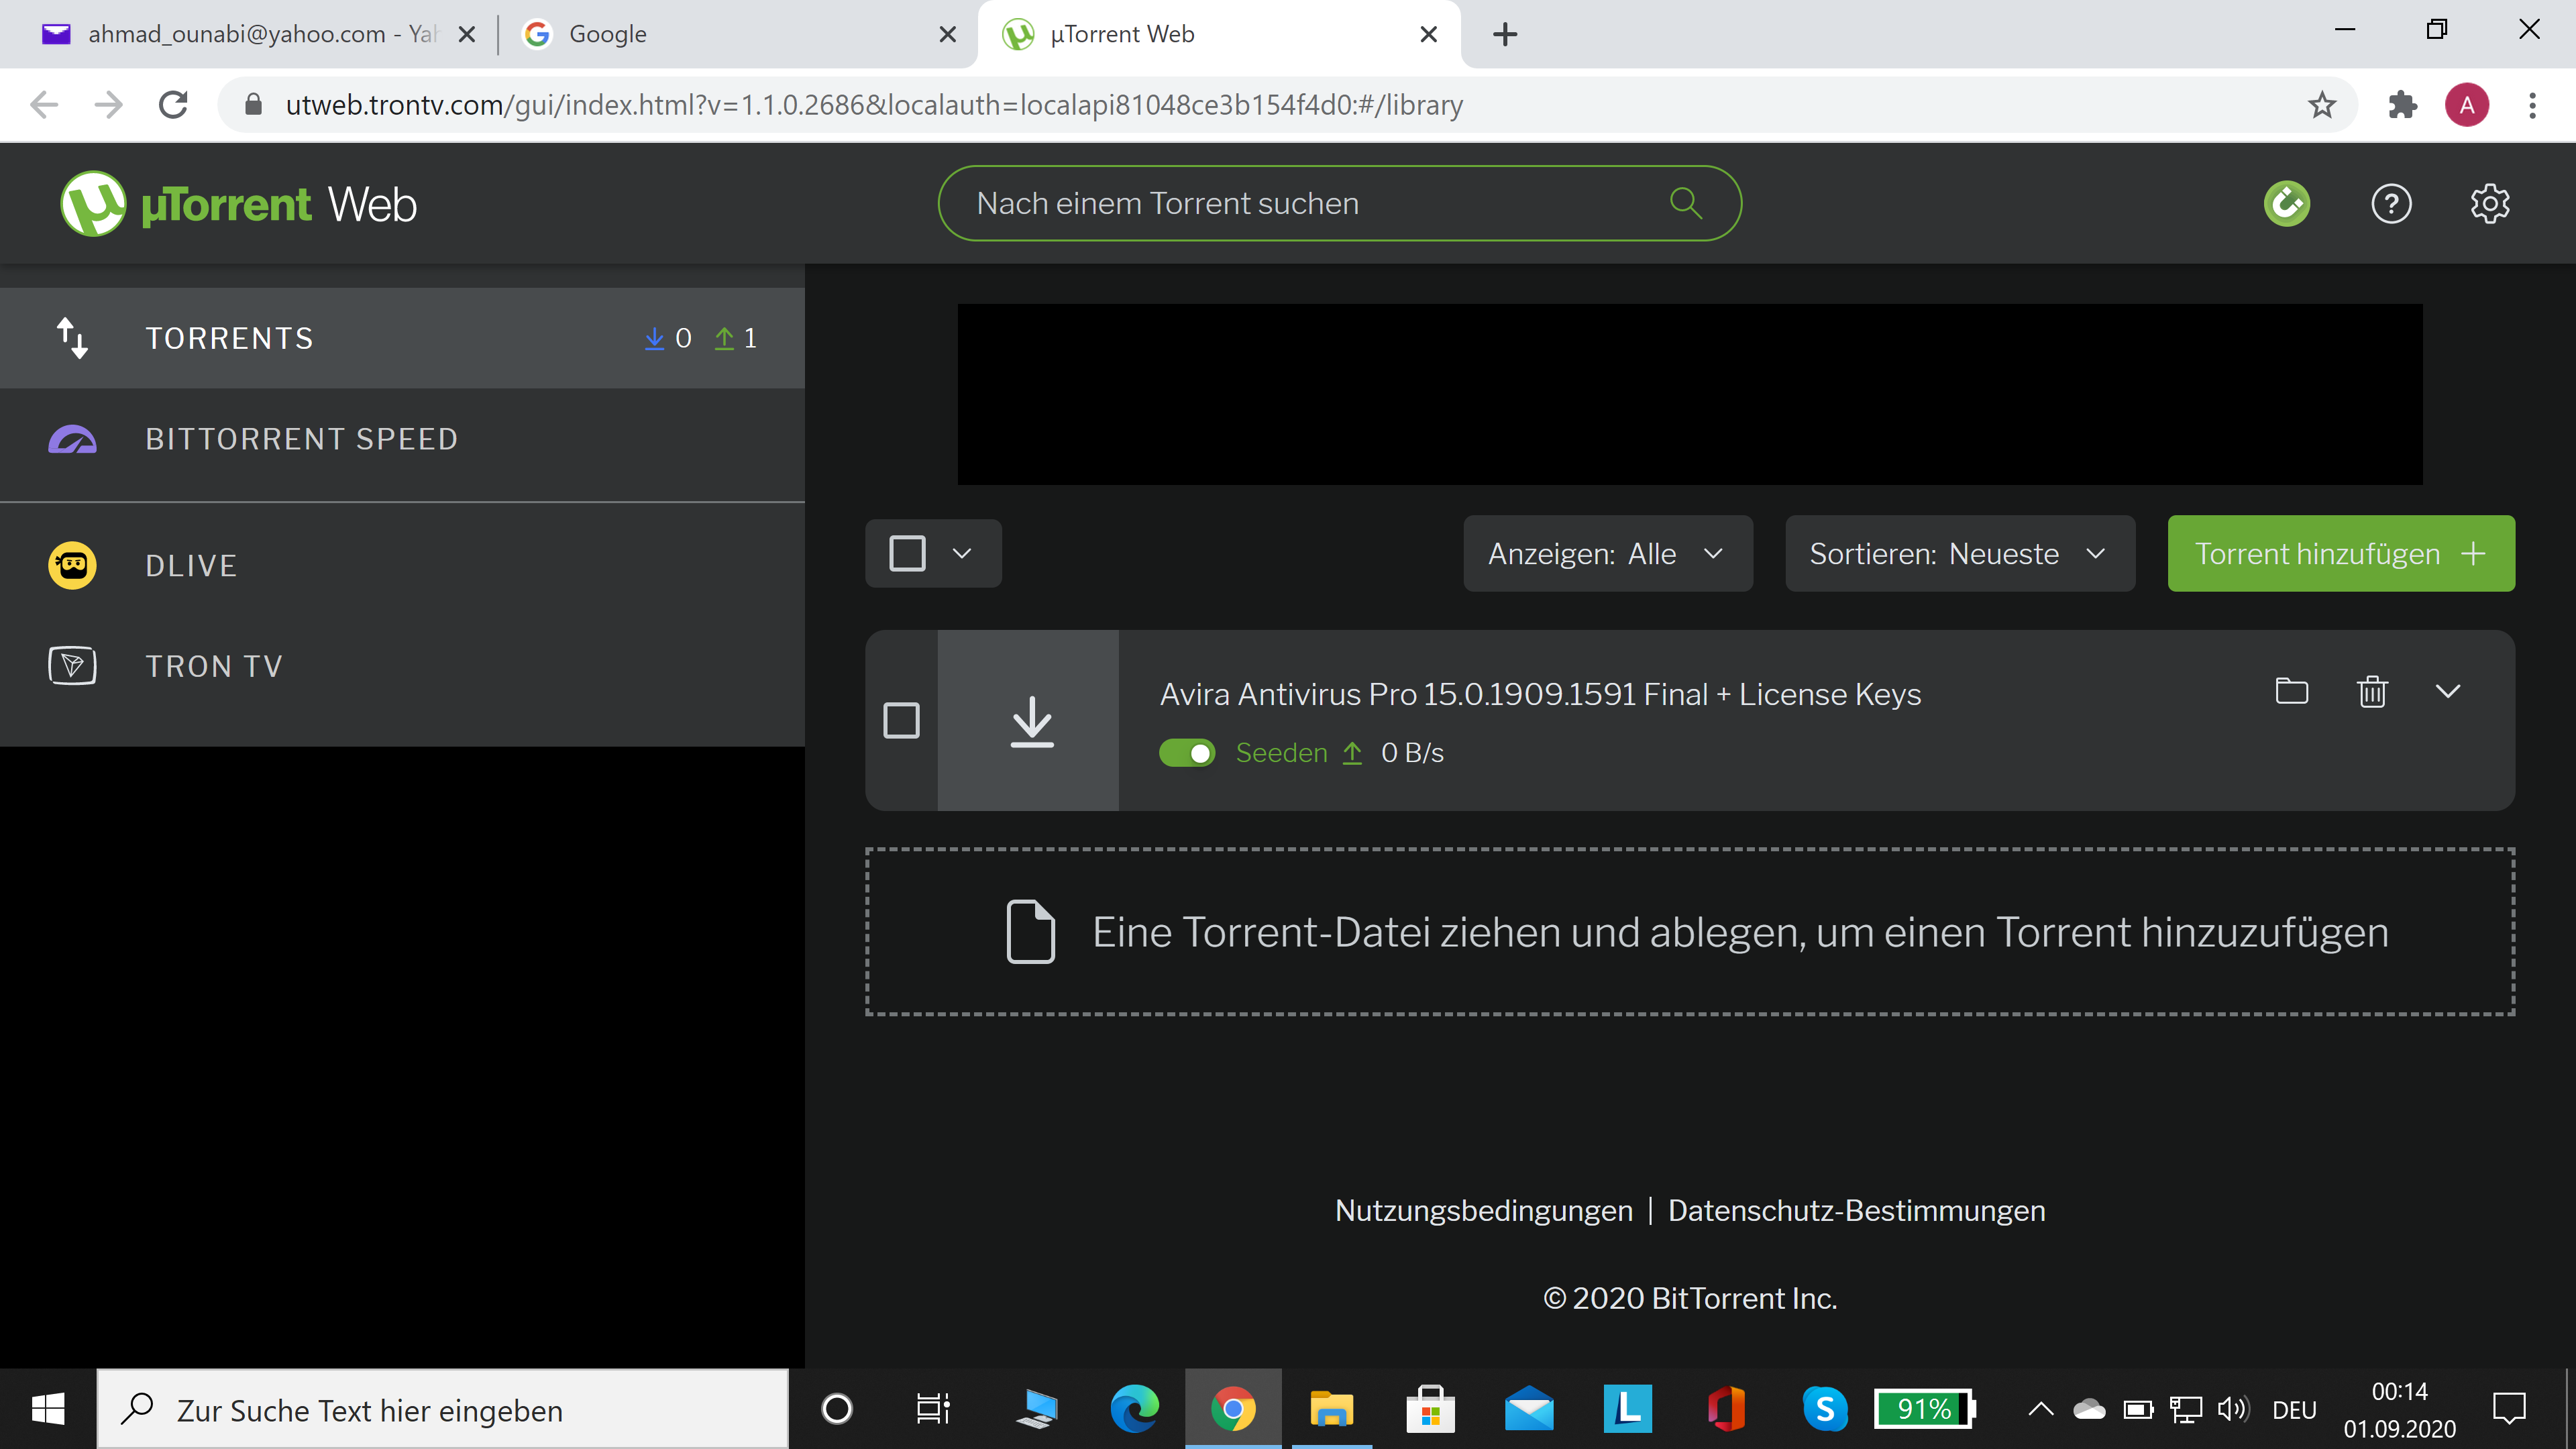 ahmad_ounabi@yahoo.com - Yah
Google
µTorrent Web
utweb.trontv.com/gui/index.html?v=1.1.0.2686&localauth=localapi81048ce3b154f4d0:#/library
A
µTorrent Web
Nach einem Torrent suchen
TORRENTS 0 1
BITTORRENT SPEED
DLIVE
TRON TV
Anzeigen: Alle
Sortieren: Neueste
Torrent hinzufügen
Avira Antivirus Pro 15.0.1909.1591 Final + License Keys
Seeden 0 B/s
Eine Torrent-Datei ziehen und ablegen, um einen Torrent hinzuzufügen
Nutzungsbedingungen | Datenschutz-Bestimmungen
© 2020 BitTorrent Inc.
Zur Suche Text hier eingeben
L
S
91%
DEU
00:14
01.09.2020